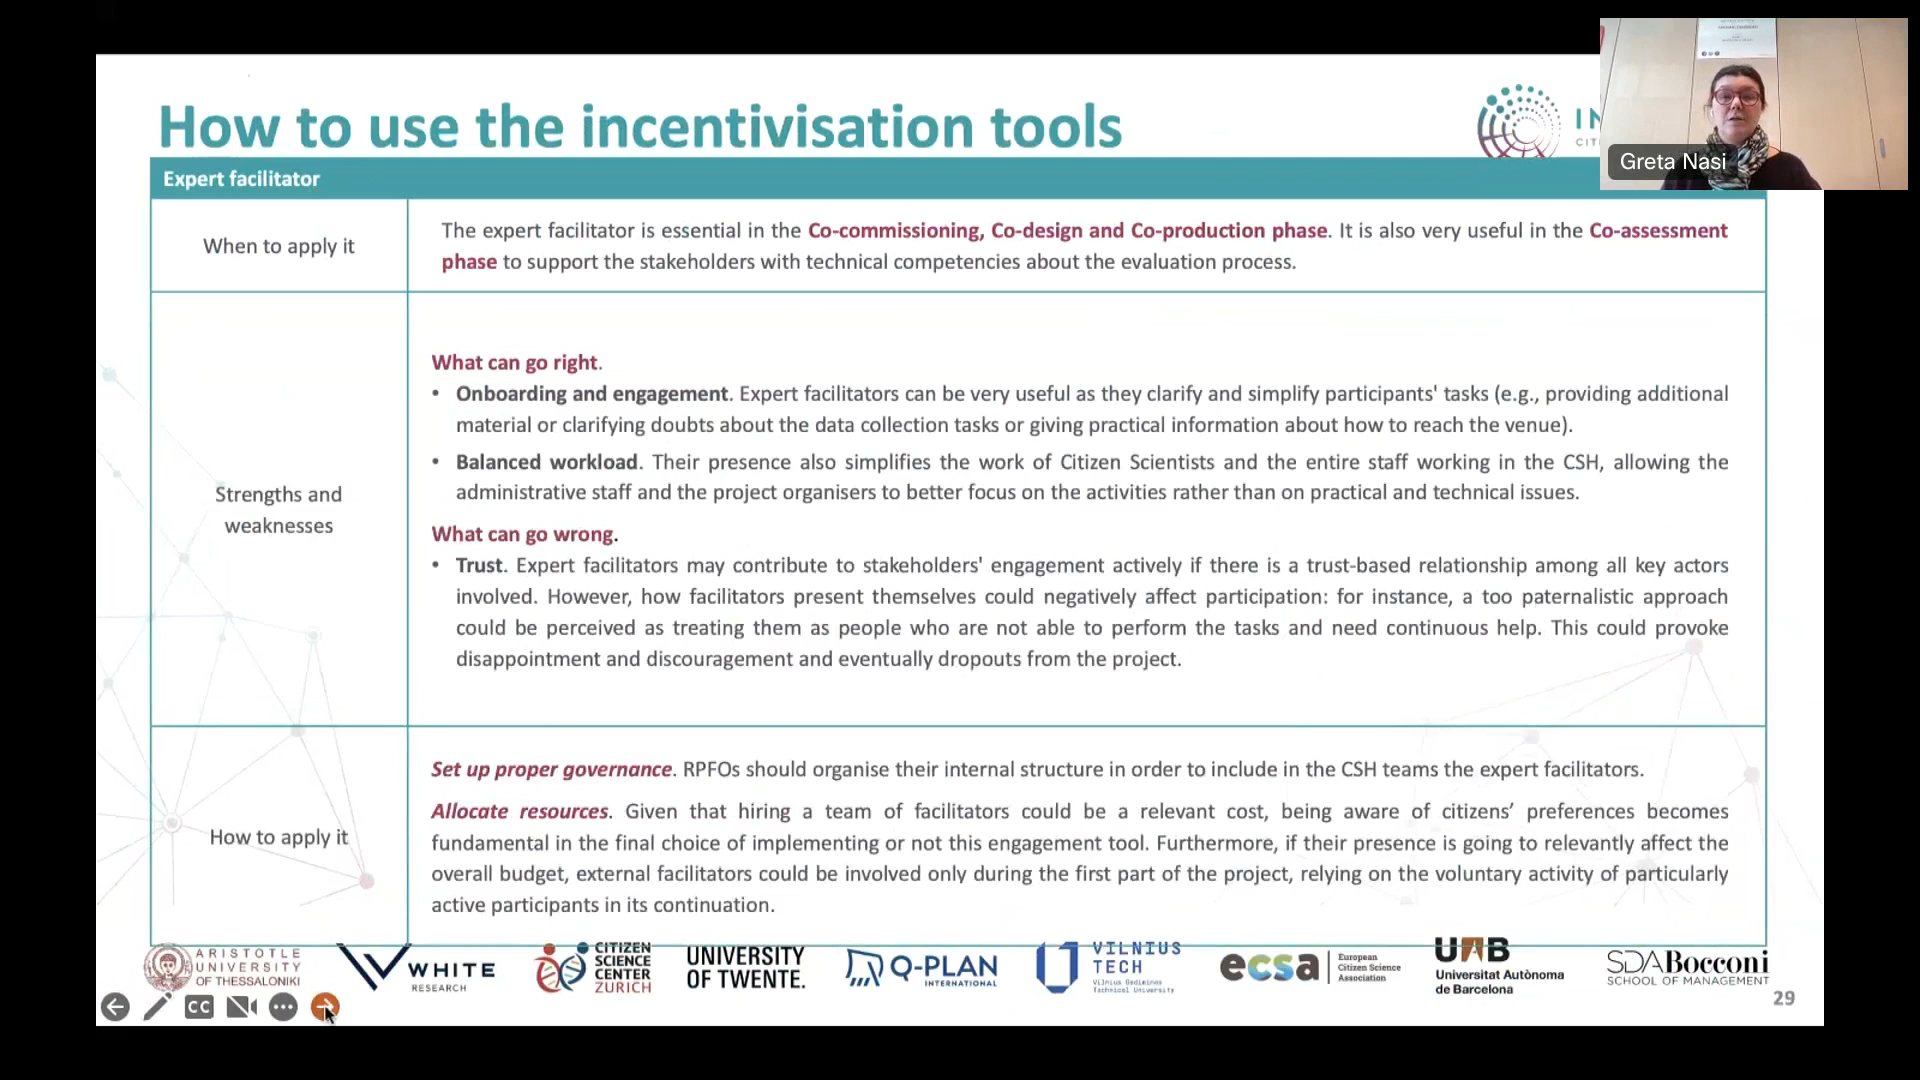 How to use the incentivisation tools
IN
CIT
Greta Nasi
Expert facilitator
When to apply it
The expert facilitator is essential in the Co-commissioning, Co-design and Co-production phase. It is also very useful in the Co-assessment
phase to support the stakeholders with technical competencies about the evaluation process.
Strengths and
weaknesses
What can go right.
• Onboarding and engagement. Expert facilitators can be very useful as they clarify and simplify participants' tasks (e.g., providing additional
material or clarifying doubts about the data collection tasks or giving practical information about how to reach the venue).
• Balanced workload. Their presence also simplifies the work of Citizen Scientists and the entire staff working in the CSH, allowing the
administrative staff and the project organisers to better focus on the activities rather than on practical and technical issues.
What can go wrong.
• Trust. Expert facilitators may contribute to stakeholders' engagement actively if there is a trust-based relationship among all key actors
involved. However, how facilitators present themselves could negatively affect participation: for instance, a too paternalistic approach
could be perceived as treating them as people who are not able to perform the tasks and need continuous help. This could provoke
disappointment and discouragement and eventually dropouts from the project.
How to apply it
Set up proper governance. RPFOs should organise their internal structure in order to include in the CSH teams the expert facilitators.
Allocate resources. Given that hiring a team of facilitators could be a relevant cost, being aware of citizens’ preferences becomes
fundamental in the final choice of implementing or not this engagement tool. Furthermore, if their presence is going to relevantly affect the
overall budget, external facilitators could be involved only during the first part of the project, relying on the voluntary activity of particularly
active participants in its continuation.
ARISTOTLE
UNIVERSITY
OF THESSALONIKI
WHITE
RESEARCH
CITIZEN
SCIENCE
CENTER
ZURICH
UNIVERSITY
OF TWENTE.
Q-PLAN
INTERNATIONAL
VILNIUS
TECH
Vilnius Gediminas
Technical University
ecsa
European
Citizen Science
Association
UAB
Universitat Autònoma
de Barcelona
SDA Bocconi
SCHOOL OF MANAGEMENT
CC
29